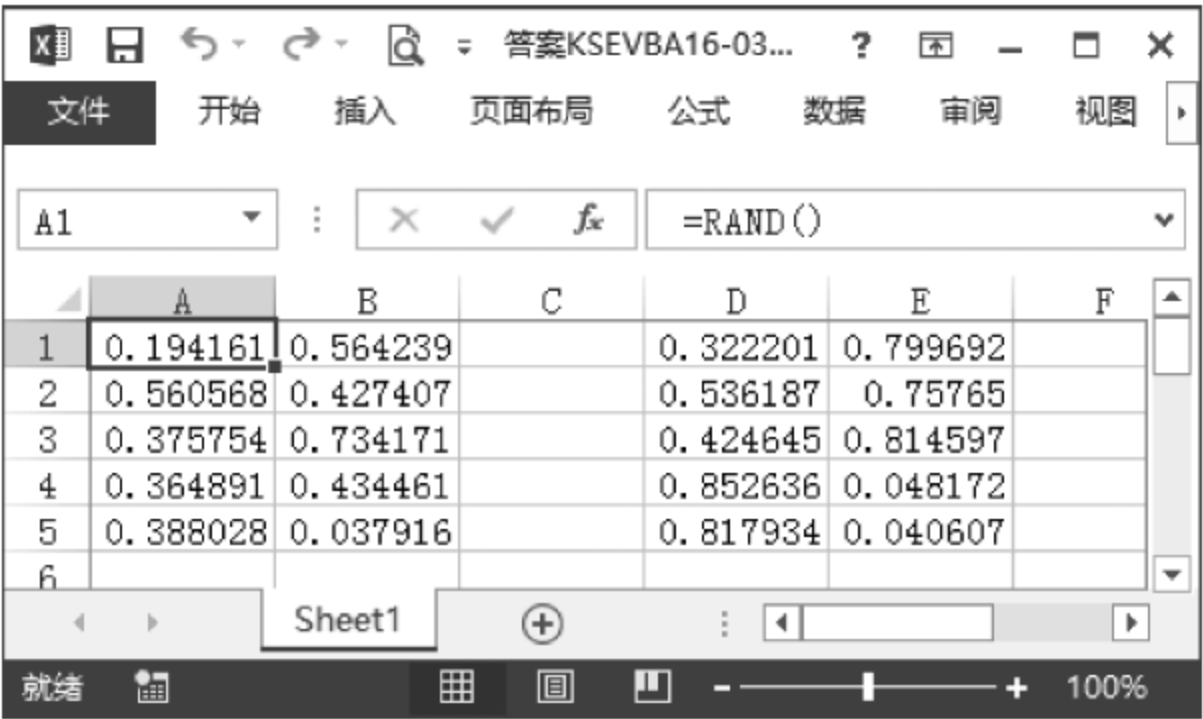 答案KSEVBA16-03... ?
文件 开始 插入 页面布局 公式 数据 审阅 视图
A1 fx =RAND()
A B C D E F
1 0.194161 0.564239 0.322201 0.799692
2 0.560568 0.427407 0.536187 0.75765
3 0.375754 0.734171 0.424645 0.814597
4 0.364891 0.434461 0.852636 0.048172
5 0.388028 0.037916 0.817934 0.040607
6
Sheet1
就绪 100%